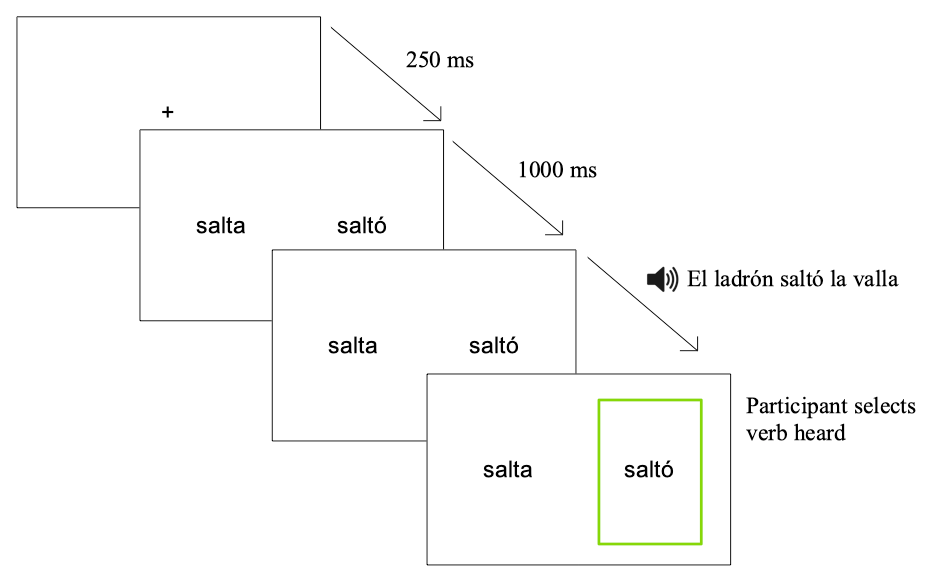 +
250 ms
salta saltó
1000 ms
salta saltó
El ladrón saltó la valla
salta saltó
Participant selects
verb heard